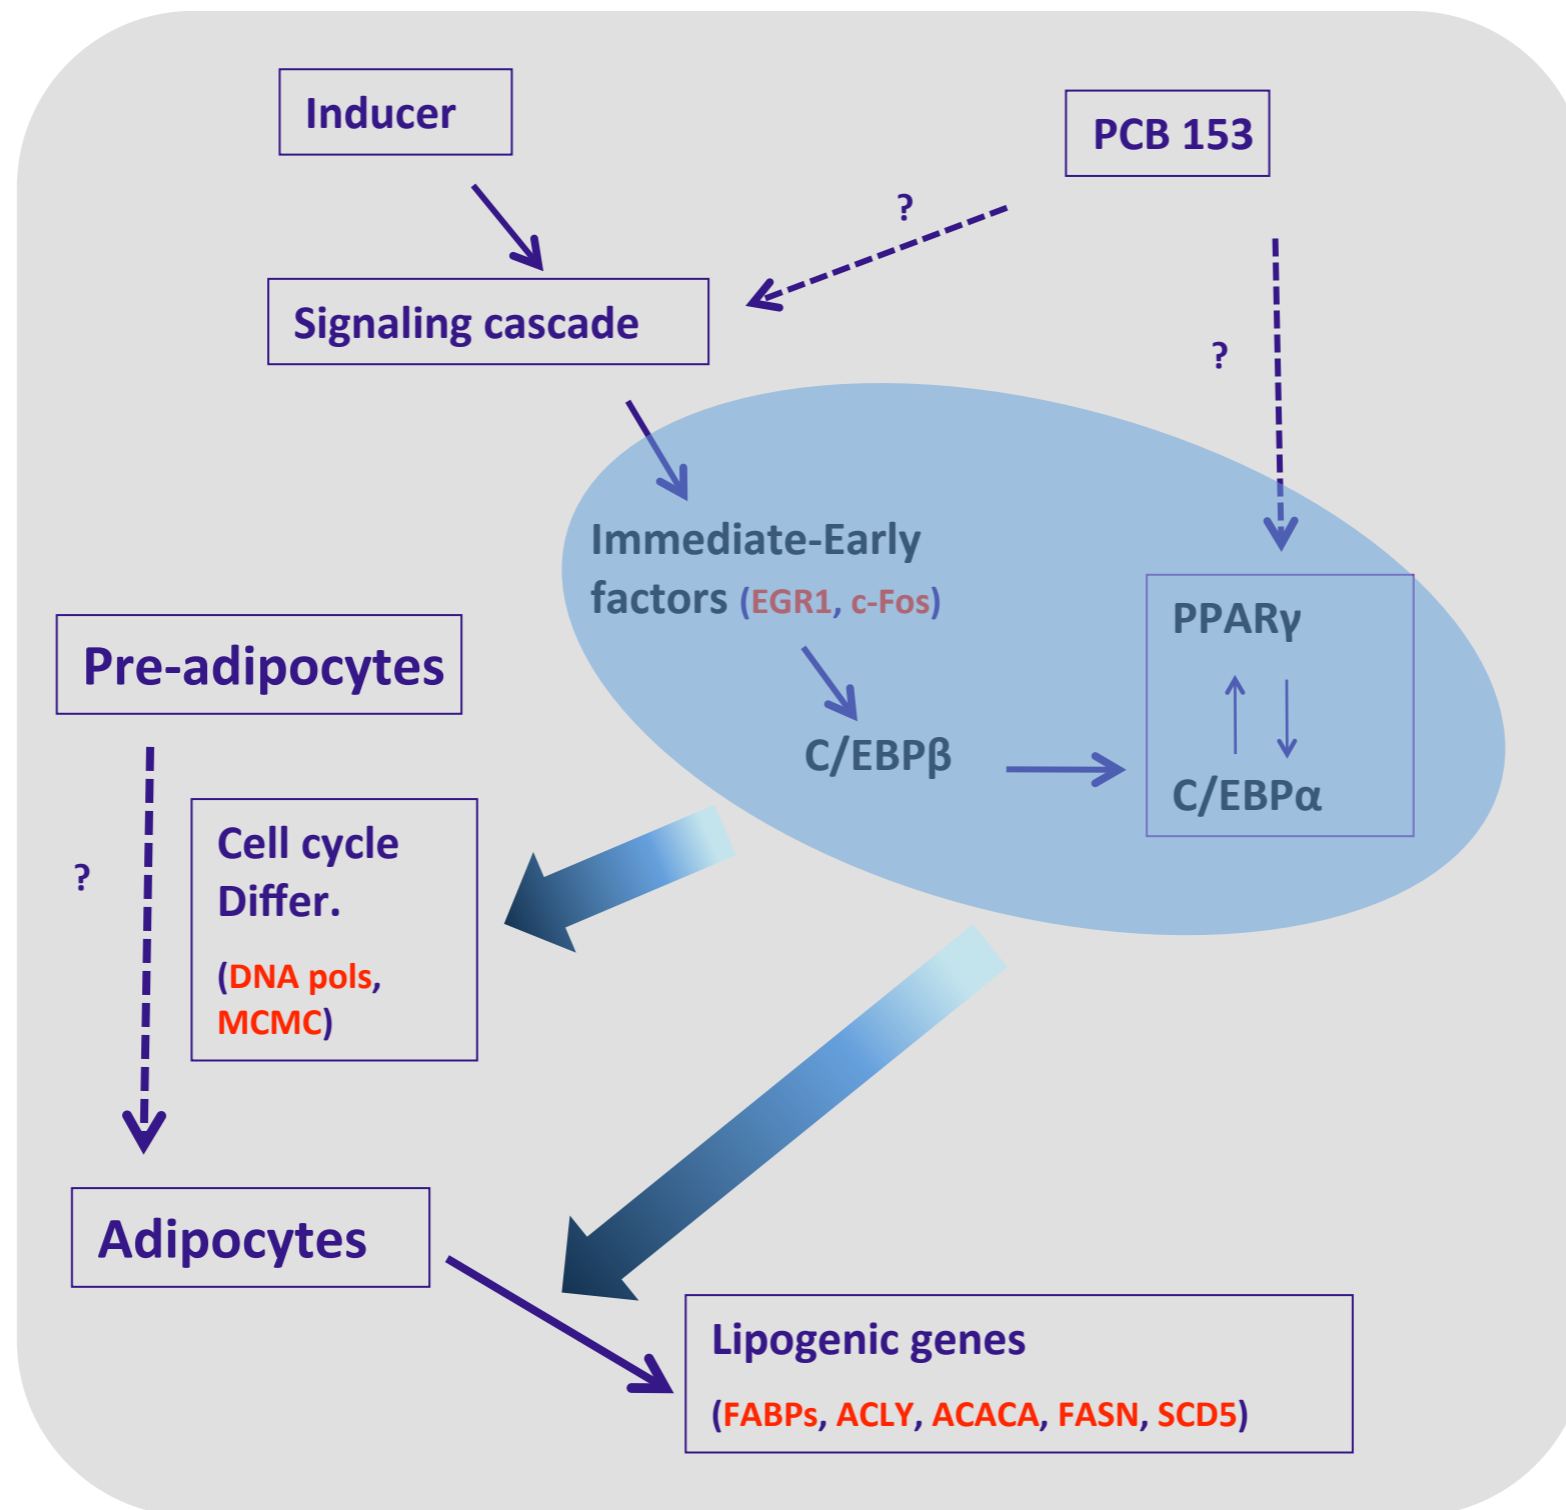 Inducer
PCB 153
?
Signaling cascade
?
Immediate-Early
factors (EGR1, c-Fos)
PPARγ
Pre-adipocytes
C/EBPβ
C/EBPα
Cell cycle
Differ.
?
(DNA pols,
MCMC)
Adipocytes
Lipogenic genes
(FABPs, ACLY, ACACA, FASN, SCD5)